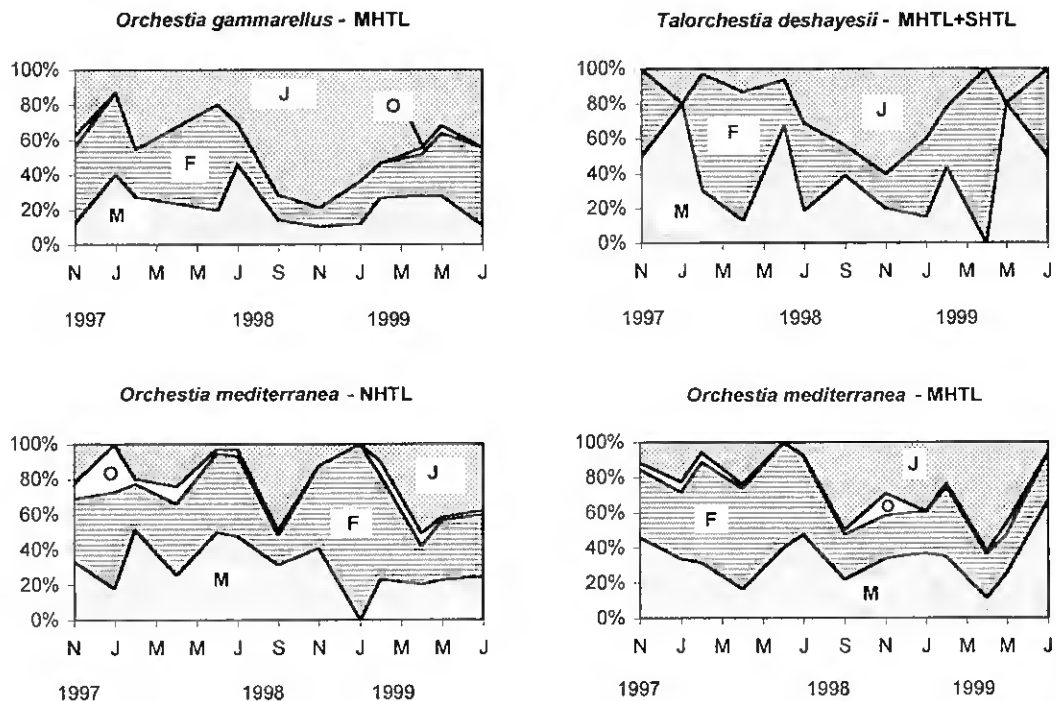 Orchestia gammarellus - MHTL
100%
80%
60%
40%
20%
0%
J
O
F
M
N J M M J S N J M M J
1997 1998 1999
Talorchestia deshayesii - MHTL+SHTL
100%
80%
60%
40%
20%
0%
F
J
M
N J M M J S N J M M J
1997 1998 1999
Orchestia mediterranea - NHTL
100%
80%
60%
40%
20%
0%
O
J
F
M
N J M M J S N J M M J
1997 1998 1999
Orchestia mediterranea - MHTL
100%
80%
60%
40%
20%
0%
J
O
F
M
N J M M J S N J M M J
1997 1998 1999